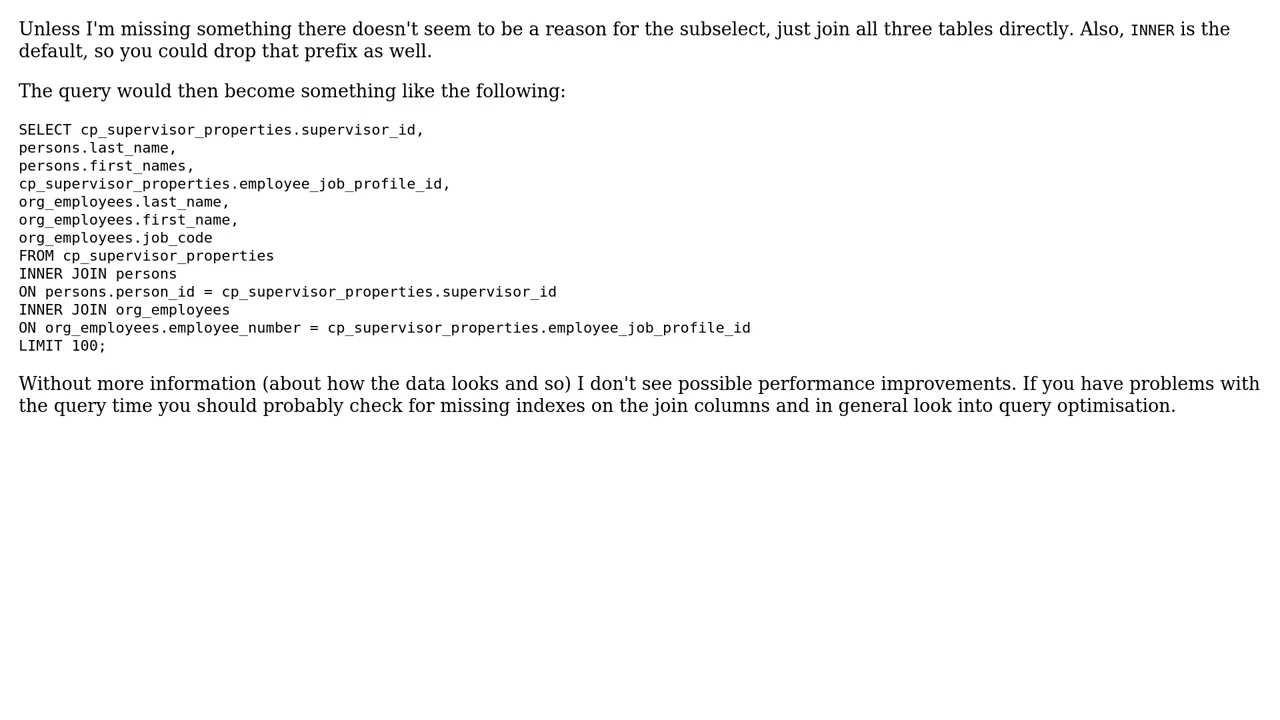 Unless I'm missing something there doesn't seem to be a reason for the subselect, just join all three tables directly. Also, INNER is the
default, so you could drop that prefix as well.
The query would then become something like the following:
SELECT cp_supervisor_properties.supervisor_id,
persons.last_name,
persons.first_names,
cp_supervisor_properties.employee_job_profile_id,
org_employees.last_name,
org_employees.first_name,
org_employees.job_code
FROM cp_supervisor_properties
INNER JOIN persons
ON persons.person_id = cp_supervisor_properties.supervisor_id
INNER JOIN org_employees
ON org_employees.employee_number = cp_supervisor_properties.employee_job_profile_id
LIMIT 100;
Without more information (about how the data looks and so) I don't see possible performance improvements. If you have problems with
the query time you should probably check for missing indexes on the join columns and in general look into query optimisation.